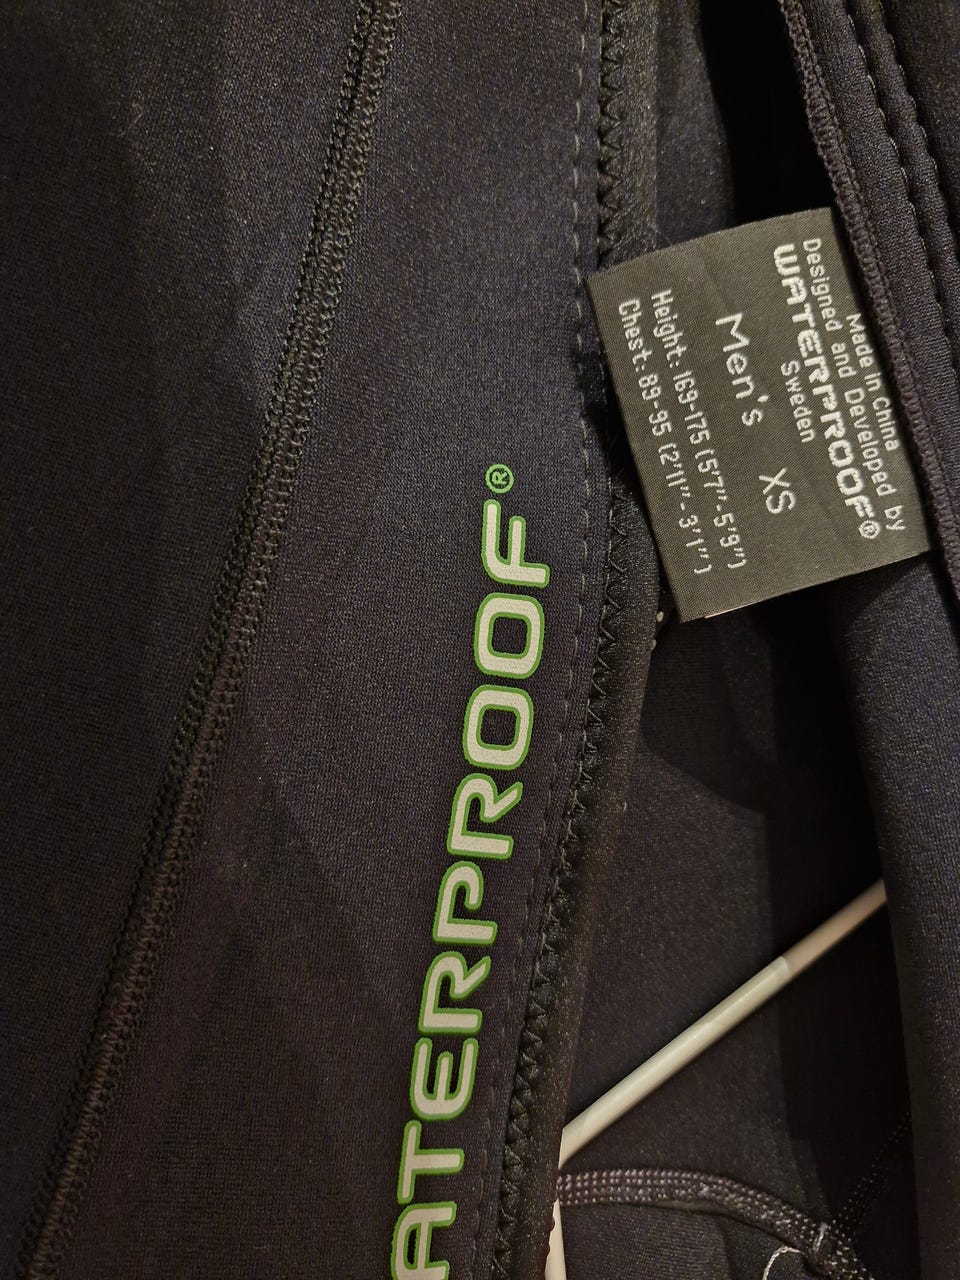 Made in China
Designed and Developed by
WATERPROOF®
Sweden
Men's XS
Height: 169-175 (5'7"-5'9")
Chest: 89-95 (2'11"-3'1")
ATERPROOF®